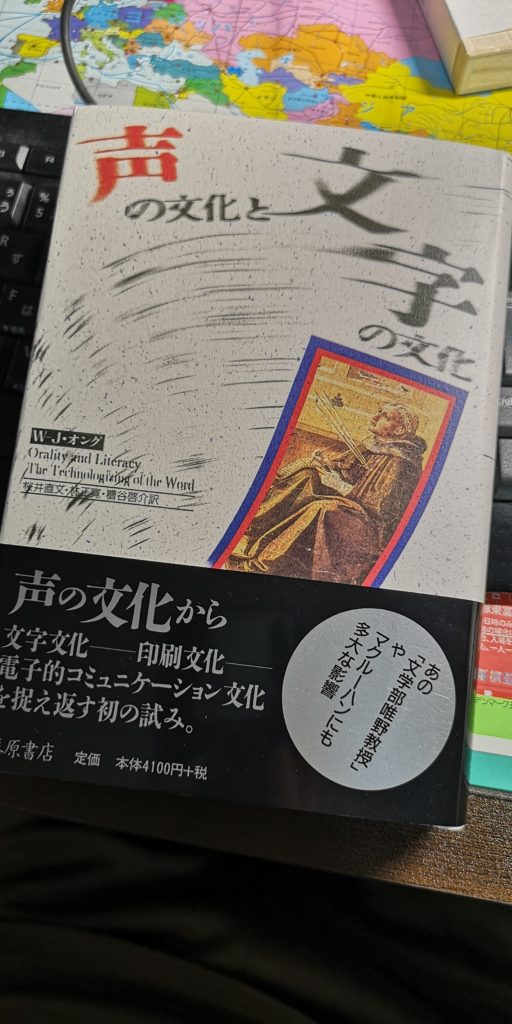 声の文化と文字の文化
W-J・オング
Orality and Literacy
The Technologizing of the Word
桜井直文・林正寛・糟谷啓介訳
声の文化から
文字文化――印刷文化――
電子的コミュニケーション文化
を捉え返す初の試み。
原書店 定価 本体4100円+税
あの
「文学部唯野教授」
や
マクルーハンにも
多大な影響